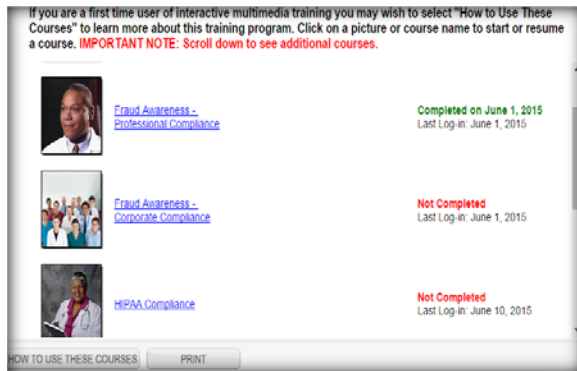 If you are a first time user of interactive multimedia training you may wish to select "How to Use These
Courses" to learn more about this training program. Click on a picture or course name to start or resume
a course. IMPORTANT NOTE: Scroll down to see additional courses.
Fraud Awareness -
Professional Compliance
Completed on June 1, 2015
Last Log-in: June 1, 2015
Fraud Awareness -
Corporate Compliance
Not Completed
Last Log-in: June 1, 2015
HIPAA Compliance
Not Completed
Last Log-in: June 10, 2015
HOW TO USE THESE COURSES
PRINT